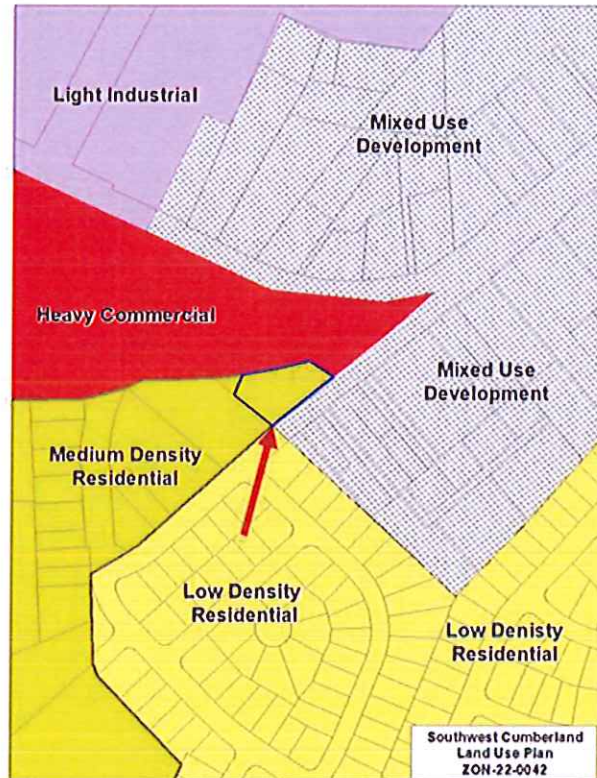 Light Industrial
Mixed Use
Development
Heavy Commercial
Mixed Use
Development
Medium Density
Residential
Low Density
Residential
Low Denisty
Residential
Southwest Cumberland
Land Use Plan
ZON-22-0042